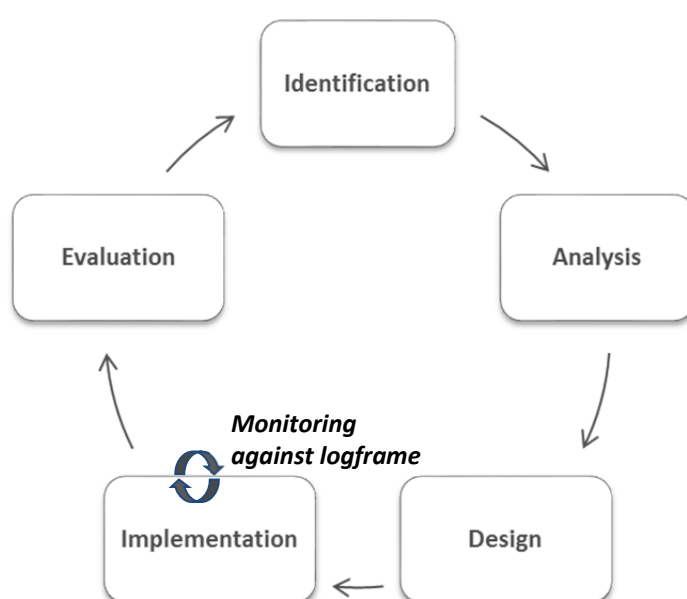 Identification
Evaluation
Analysis
Monitoring
against logframe
Implementation
Design